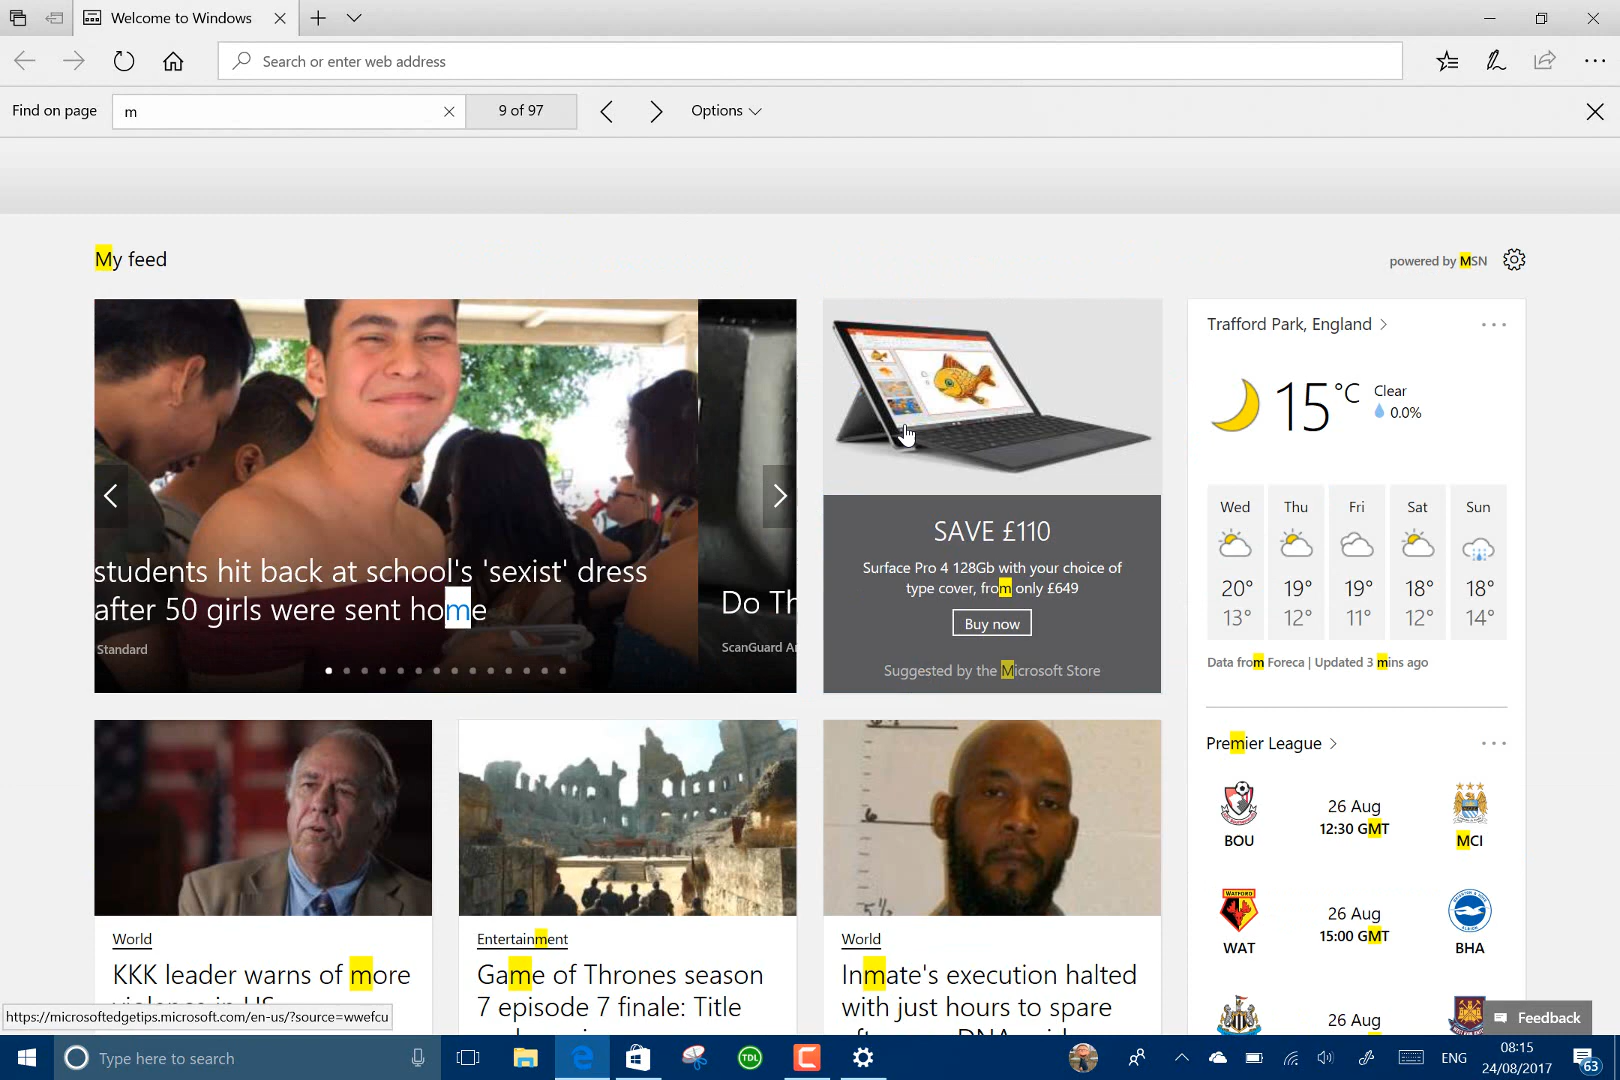 Welcome to Windows
Search or enter web address
Find on page
m
9 of 97
Options
My feed
powered by MSN
students hit back at school's 'sexist' dress
after 50 girls were sent home
Standard
Do Th
ScanGuard A
SAVE £110
Surface Pro 4 128Gb with your choice of
type cover, from only £649
Buy now
Suggested by the Microsoft Store
Trafford Park, England
15 °C
Clear
0.0%
Wed Thu Fri Sat Sun
20° 19° 19° 18° 18°
13° 12° 11° 12° 14°
Data from Foreca | Updated 3 mins ago
Premier League
26 Aug
12:30 GMT
BOU MCI
WATFORD
26 Aug
15:00 GMT
WAT BHA
26 Aug
World
KKK leader warns of more
Entertainment
Game of Thrones season
7 episode 7 finale: Title
World
Inmate's execution halted
with just hours to spare
https://microsoftedgetips.microsoft.com/en-us/?source=wwefcu
Feedback
Type here to search
TDL
ENG
08:15
24/08/2017
63